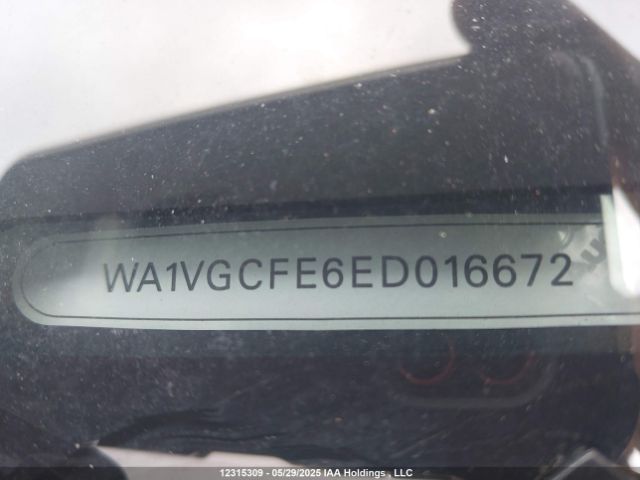 WA1VGCFE6ED016672
12315309 - 05/29/2025 IAA Holdings , LLC